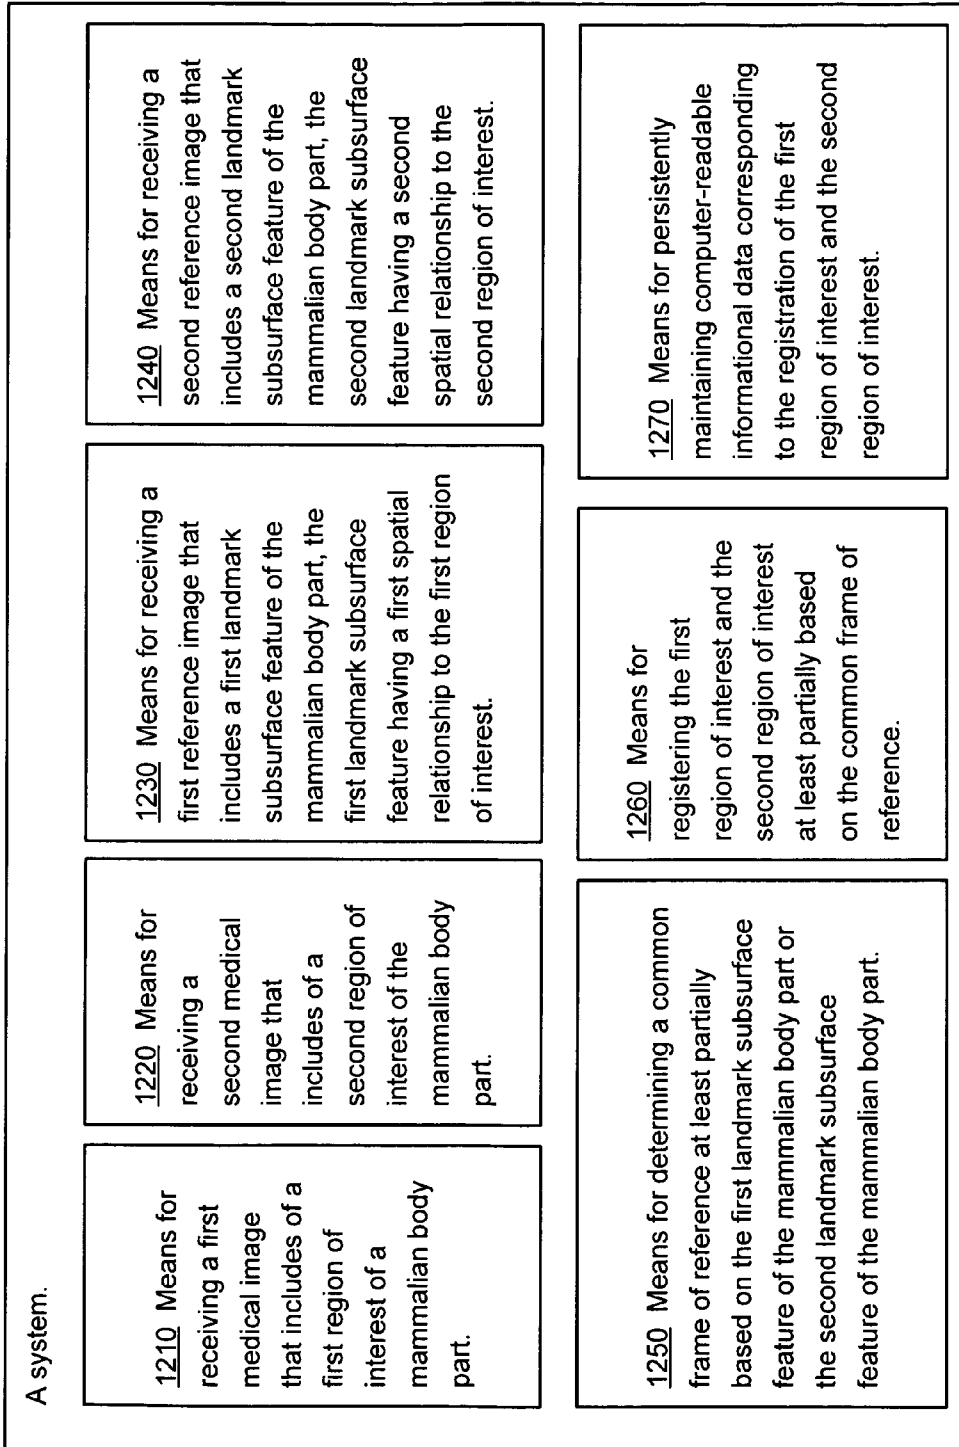 A system.
1210 Means for
receiving a first
medical image
that includes of a
first region of
interest of a
mammalian body
part.
1220 Means for
receiving a
second medical
image that
includes of a
second region of
interest of the
mammalian body
part.
1230 Means for receiving a
first reference image that
includes a first landmark
subsurface feature of the
mammalian body part, the
first landmark subsurface
feature having a first spatial
relationship to the first region
of interest.
1240 Means for receiving a
second reference image that
includes a second landmark
subsurface feature of the
mammalian body part, the
second landmark subsurface
feature having a second
spatial relationship to the
second region of interest.
1250 Means for determining a common
frame of reference at least partially
based on the first landmark subsurface
feature of the mammalian body part or
the second landmark subsurface
feature of the mammalian body part.
1260 Means for
registering the first
region of interest and the
second region of interest
at least partially based
on the common frame of
reference.
1270 Means for persistently
maintaining computer-readable
informational data corresponding
to the registration of the first
region of interest and the second
region of interest.